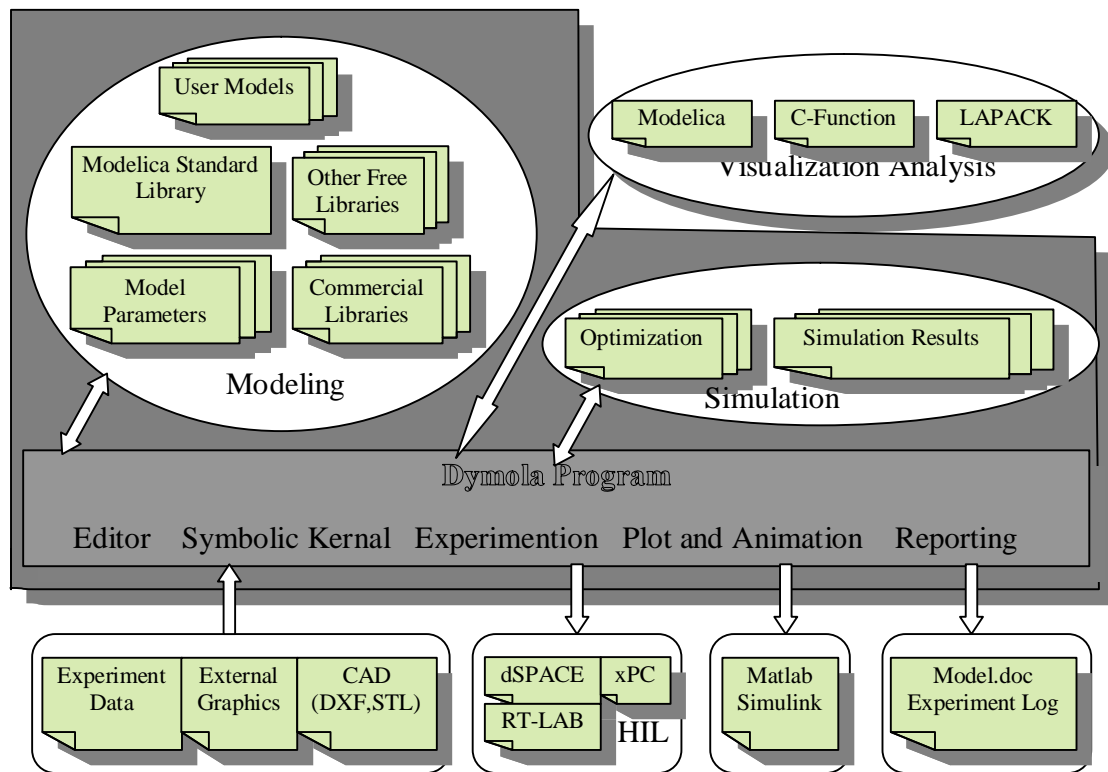 User Models
Modelica Standard
Library
Other Free
Libraries
Model
Parameters
Commercial
Libraries
Modeling
Modelica
C-Function
LAPACK
Visualization Analysis
Optimization
Simulation Results
Simulation
Dymola Program
Editor
Symbolic Kernal
Experimention
Plot and Animation
Reporting
Experiment
Data
External
Graphics
CAD
(DXF,STL)
dSPACE
xPC
RT-LAB
HIL
Matlab
Simulink
Model.doc
Experiment Log